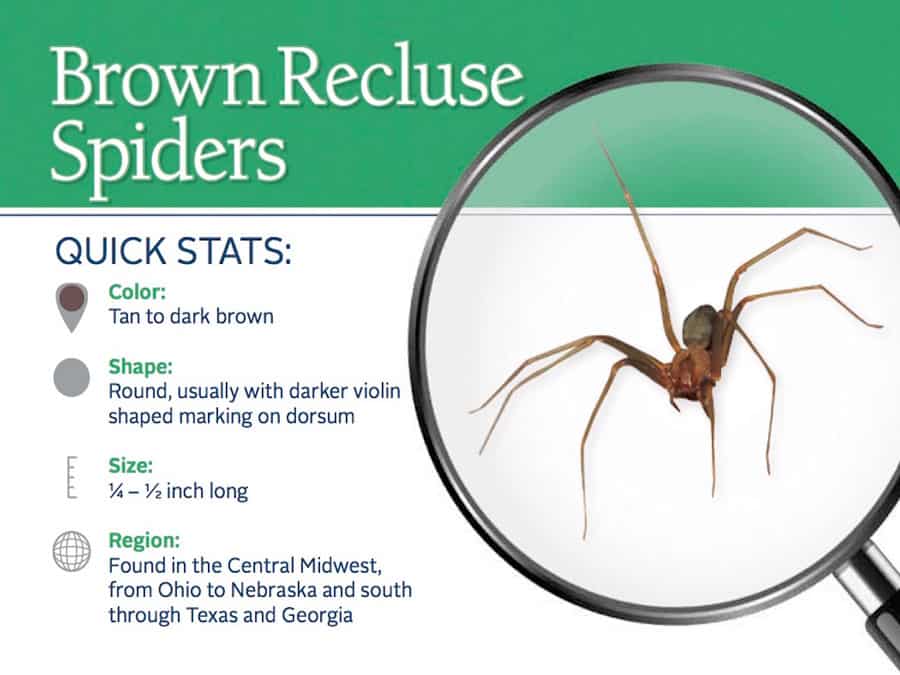 Brown Recluse
Spiders
QUICK STATS:
Color:
Tan to dark brown
Shape:
Round, usually with darker violin
shaped marking on dorsum
Size:
¼ – ½ inch long
Region:
Found in the Central Midwest,
from Ohio to Nebraska and south
through Texas and Georgia